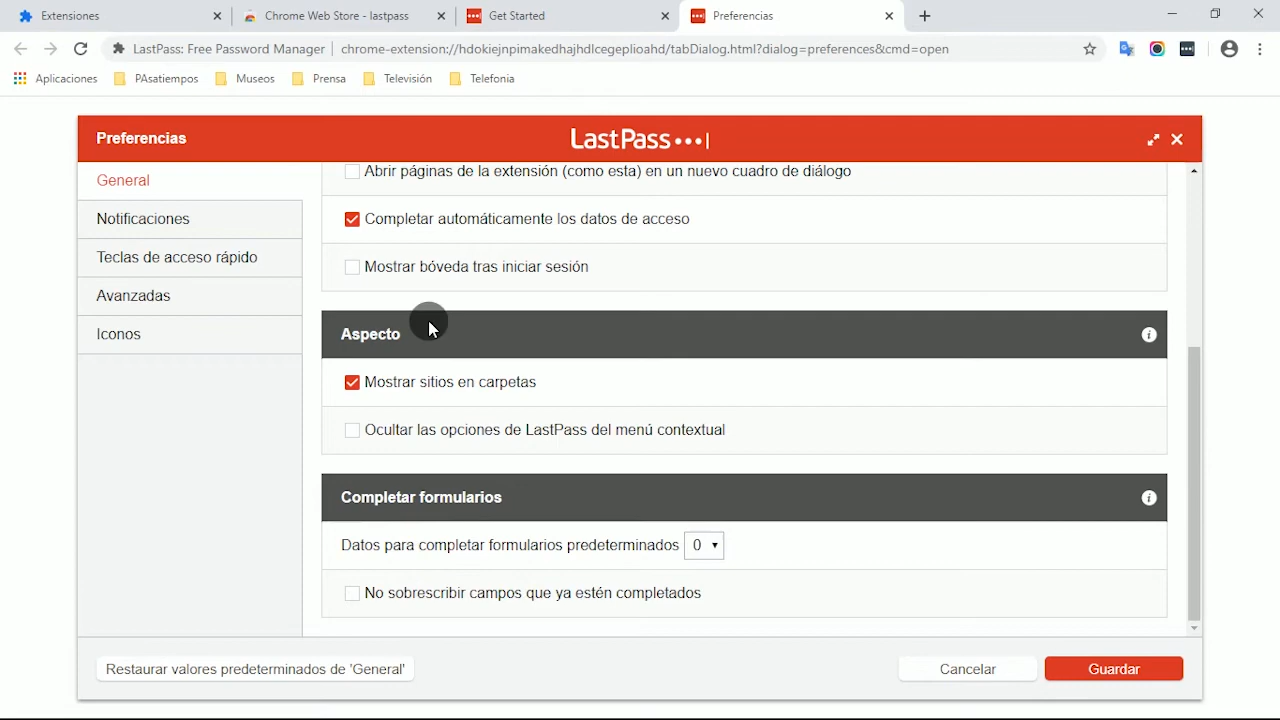 Extensions
Chrome Web Store - lastpass
Get Started
Preferencias
LastPass: Free Password Manager | chrome-extension://hdokiejnpimakedhajhdlcegeplioahd/tabDialog.html?dialog=preferences&cmd=open
Aplicaciones PAsatiempos Museos Prensa Televisión Telefonia
Preferencias
LastPass
General
Notificaciones
Teclas de acceso rápido
Avanzadas
Iconos
Abrir páginas de la extensión (como esta) en un nuevo cuadro de diálogo
Completar automáticamente los datos de acceso
Mostrar bóveda tras iniciar sesión
Aspecto
Mostrar sitios en carpetas
Ocultar las opciones de LastPass del menú contextual
Completar formularios
Datos para completar formularios predeterminados 0
No sobrescribir campos que ya estén completados
Restaurar valores predeterminados de 'General'
Cancelar
Guardar